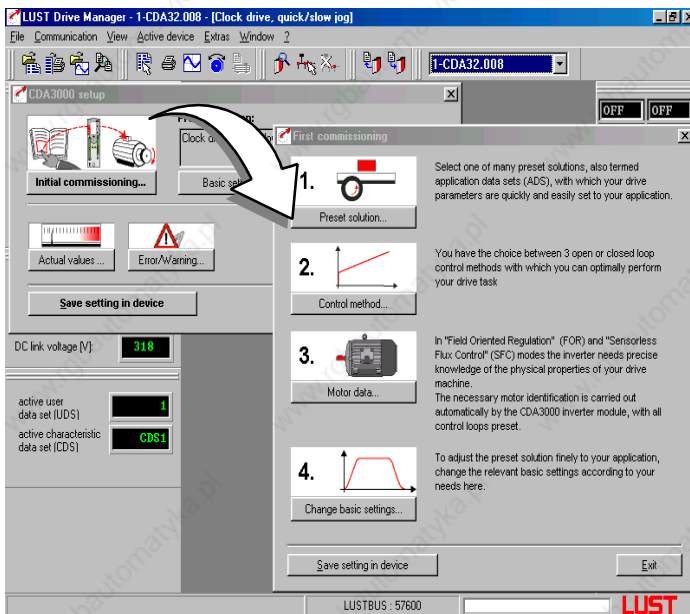 LUST Drive Manager - 1-CDA32.008 - [Clock drive, quick/slow jog]
File Communication View Active device Extras Window ?
1-CDA32.008
CDA3000 setup
OFF OFF
Clock d
Initial commissioning...
Basic set
Actual values ...
Error/Warning...
Save setting in device
DC link voltage [V]: 318
active user
data set (UDS)
1
active characteristic
data set (CDS)
CDS1
First commissioning
1.
Preset solution...
Select one of many preset solutions, also termed
application data sets (ADS), with which your drive
parameters are quickly and easily set to your application.
2.
Control method...
You have the choice between 3 open or closed loop
control methods with which you can optimally perform
your drive task
3.
Motor data...
In "Field Oriented Regulation" (FOR) and "Sensorless
Flux Control" (SFC) modes the inverter needs precise
knowledge of the physical properties of your drive
machine.
The necessary motor identification is carried out
automatically by the CDA3000 inverter module, with all
control loops preset.
4.
Change basic settings...
To adjust the preset solution finely to your application,
change the relevant basic settings according to your
needs here.
Save setting in device
Exit
LUSTBUS : 57600
LUST
www.rgbautomatyka.pl